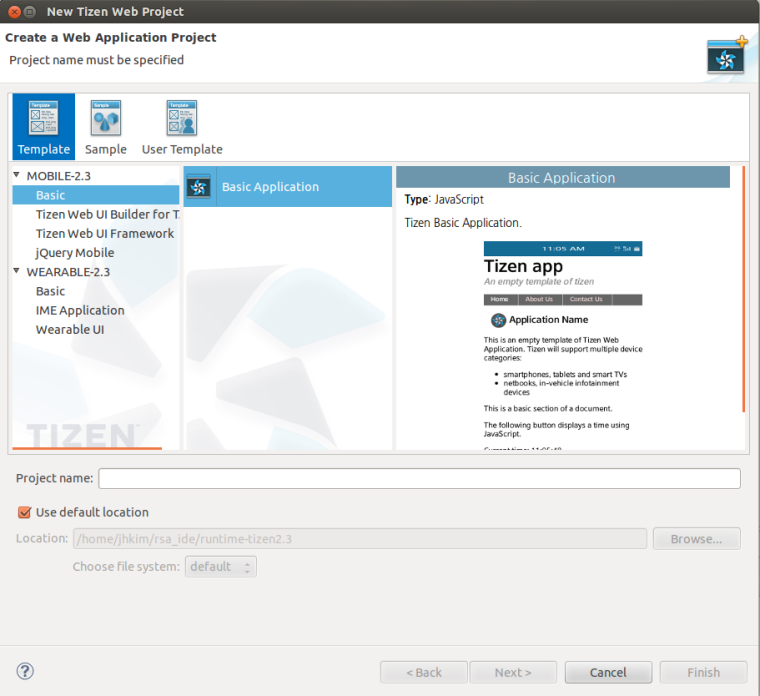 New Tizen Web Project
Create a Web Application Project
Project name must be specified
Template
Sample
User Template
MOBILE-2.3
Basic
Tizen Web UI Builder for T
Tizen Web UI Framework
jQuery Mobile
WEARABLE-2.3
Basic
IME Application
Wearable UI
TIZEN™
Basic Application
Basic Application
Type: JavaScript
Tizen Basic Application.
11:05 AM
Tizen app
An empty template of tizen
Home About Us Contact Us
Application Name
This is an empty template of Tizen Web
Application. Tizen will support multiple device
categories:
• smartphones, tablets and smart TVs
• netbooks, in-vehicle infotainment
devices
This is a basic section of a document.
The following button displays a time using
JavaScript.
Project name:
Use default location
Location: /home/jhkim/rsa_ide/runtime-tizen2.3 Browse...
Choose file system: default
? < Back Next > Cancel Finish